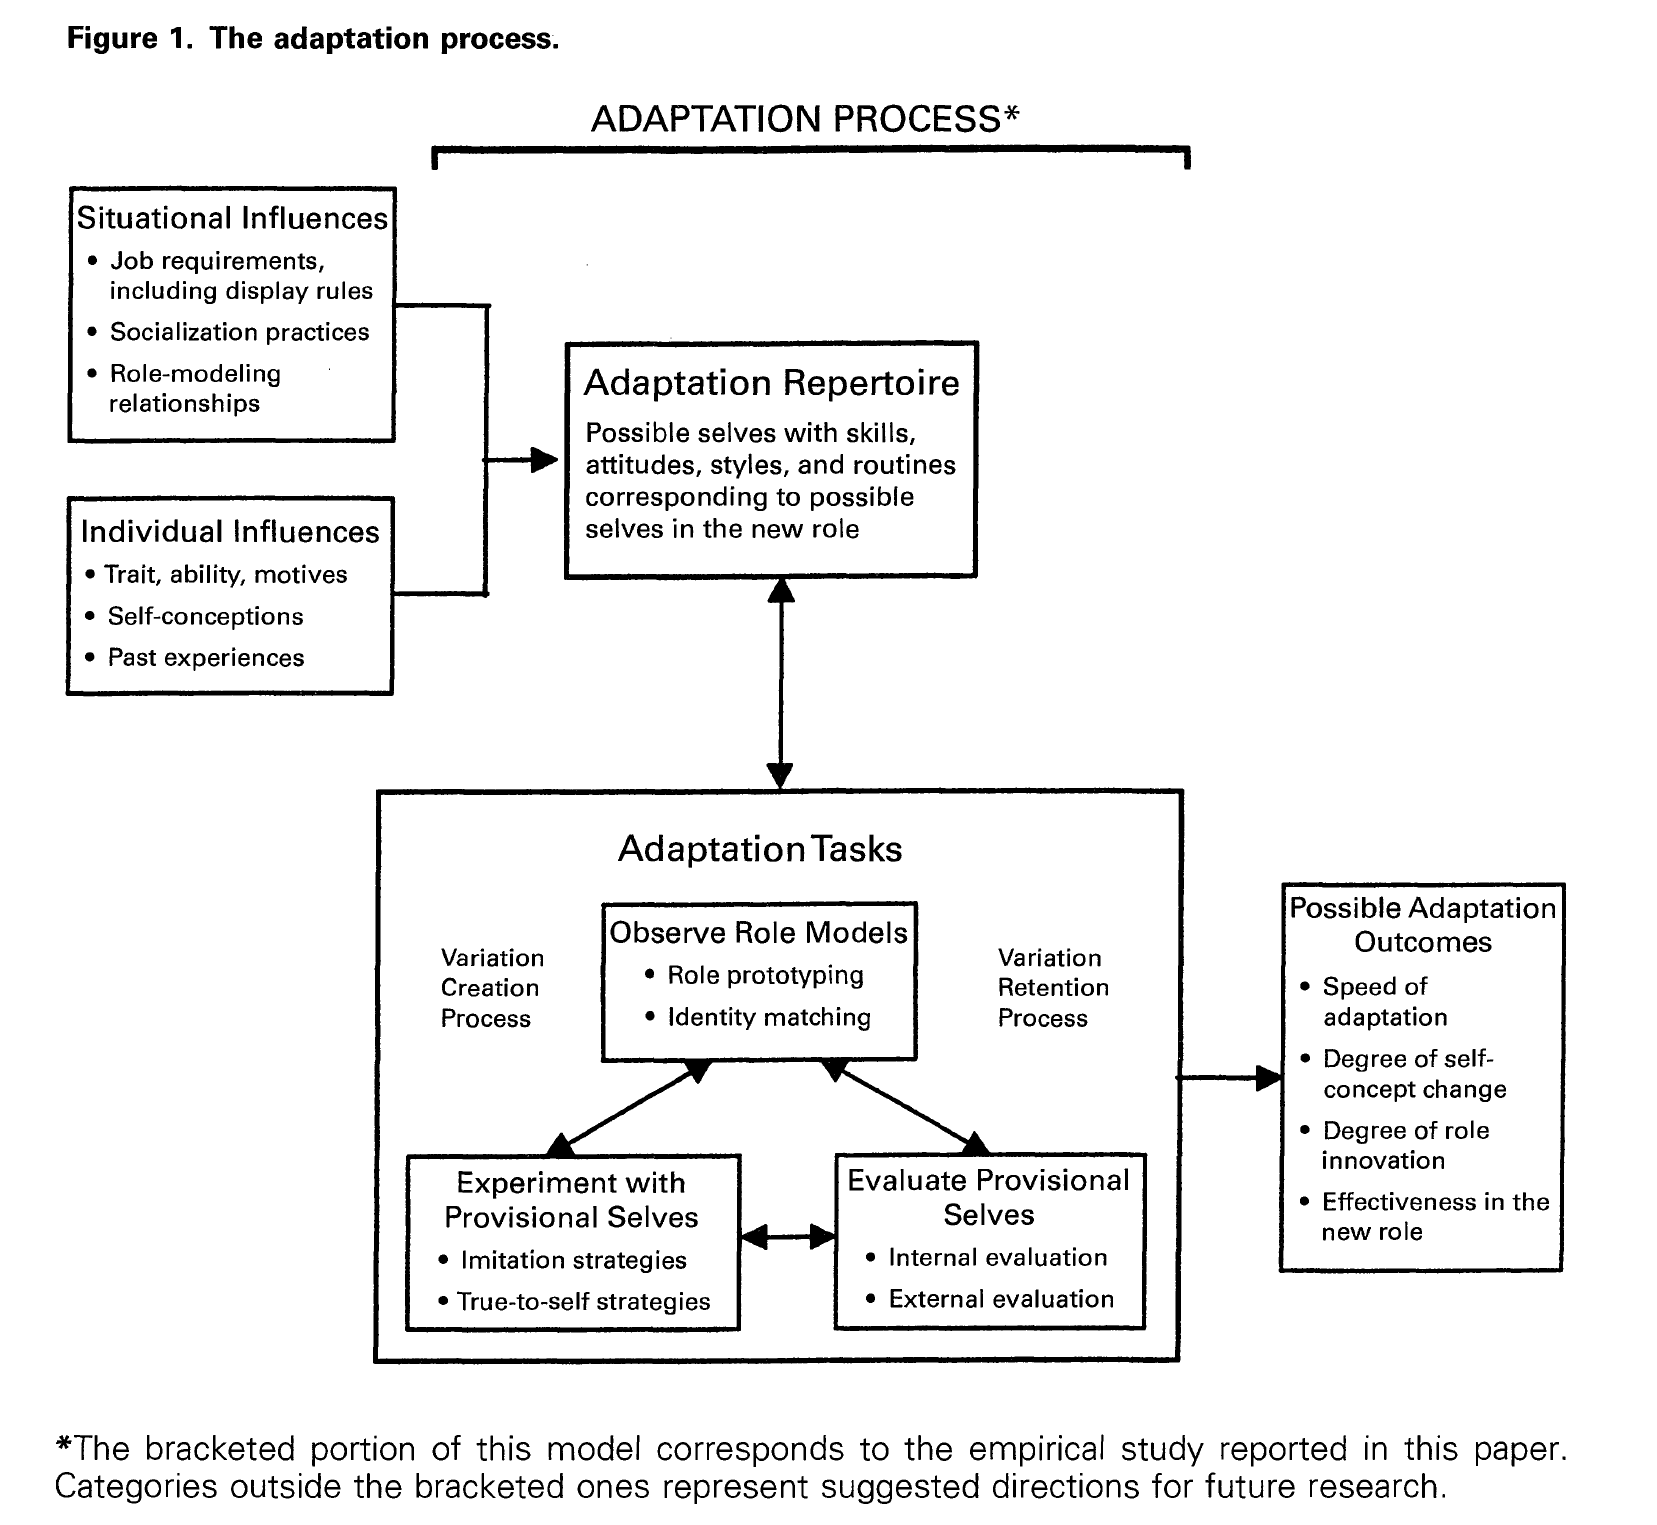 Figure 1. The adaptation process.
ADAPTATION PROCESS*
Situational Influences
• Job requirements,
including display rules
• Socialization practices
• Role-modeling
relationships
Individual Influences
• Trait, ability, motives
• Self-conceptions
• Past experiences
Adaptation Repertoire
Possible selves with skills,
attitudes, styles, and routines
corresponding to possible
selves in the new role
Adaptation Tasks
Variation
Creation
Process
Observe Role Models
• Role prototyping
• Identity matching
Variation
Retention
Process
Experiment with
Provisional Selves
• Imitation strategies
• True-to-self strategies
Evaluate Provisional
Selves
• Internal evaluation
• External evaluation
Possible Adaptation
Outcomes
• Speed of
adaptation
• Degree of self-
concept change
• Degree of role
innovation
• Effectiveness in the
new role
*The bracketed portion of this model corresponds to the empirical study reported in this paper.
Categories outside the bracketed ones represent suggested directions for future research.